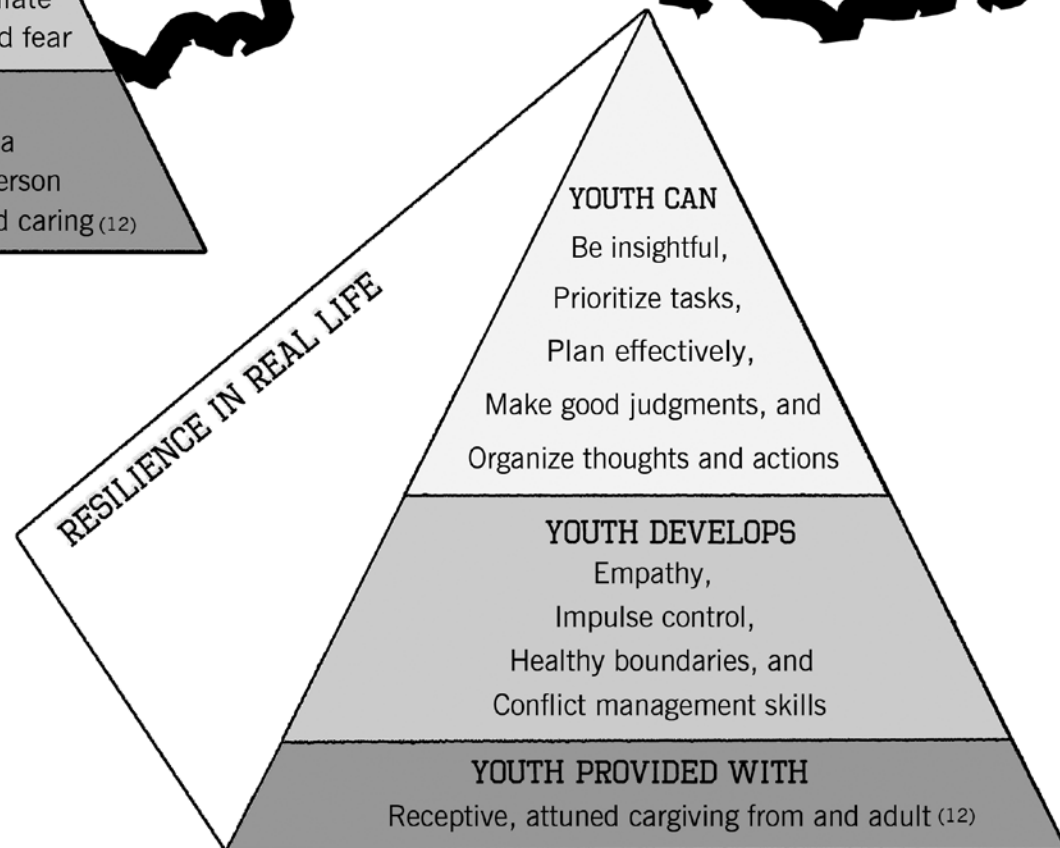 d fear
a
erson
d caring (12)
RESILIENCE IN REAL LIFE
YOUTH CAN
Be insightful,
Prioritize tasks,
Plan effectively,
Make good judgments, and
Organize thoughts and actions
YOUTH DEVELOPS
Empathy,
Impulse control,
Healthy boundaries, and
Conflict management skills
YOUTH PROVIDED WITH
Receptive, attuned cargiving from and adult (12)